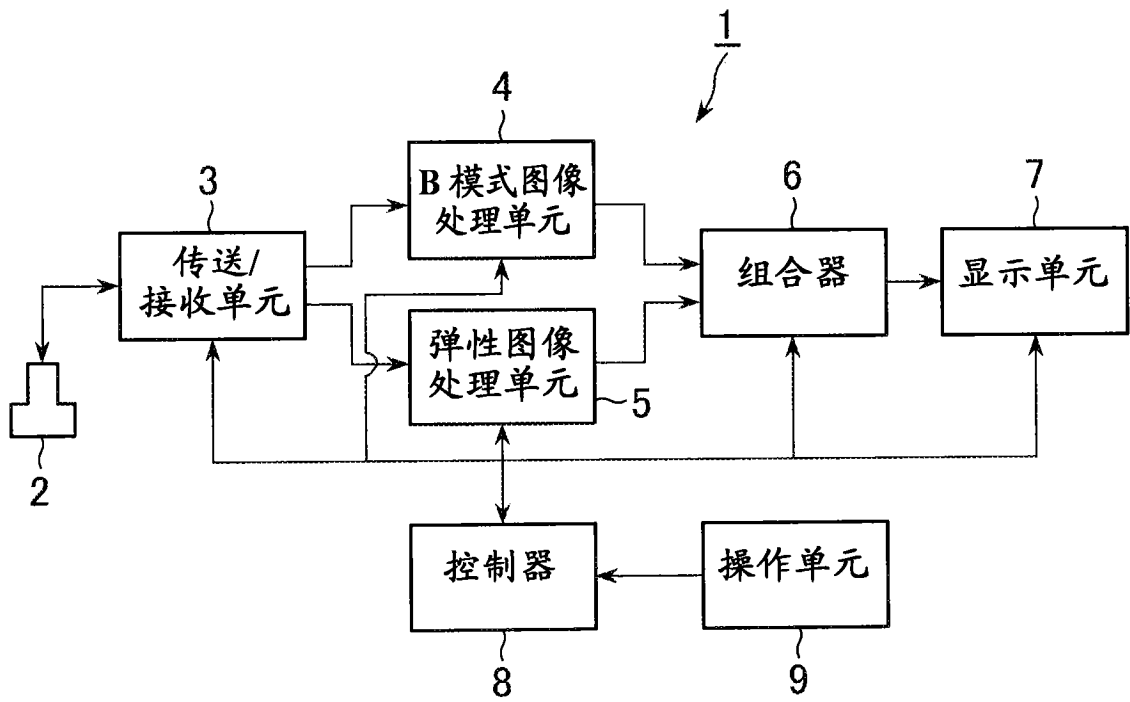 1
4
B 模式图像
处理单元
3
传送/
接收单元
6
组合器
7
显示单元
弹性图像
处理单元
5
2
控制器
8
操作单元
9